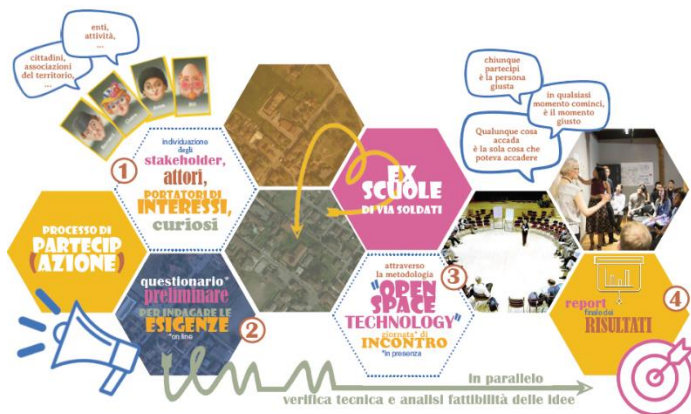 enti,
attività,
...
cittadini,
associazioni
del territorio,
...
1
individuazione
degli
stakeholder,
attori,
PORTATORI DI
INTERESSI,
curiosi
PROCESSO DI
PARTECIP
(AZIONE)
questionario*
preliminare
PER INDAGARE LE
ESIGENZE
*on line
2
EX
SCUOLE
DI VIA SOLDATI
chiunque
partecipi
è la persona
giusta
in qualsiasi
momento cominci,
è il momento
giusto
Qualunque cosa
accada
è la sola cosa che
poteva accadere
attraverso
la metodologia
"OPEN
SPACE
TECHNOLOGY"
giornata* di
INCONTRO
*in presenza
3
report
finale dei
RISULTATI
4
in parallelo
verifica tecnica e analisi fattibilità delle idee